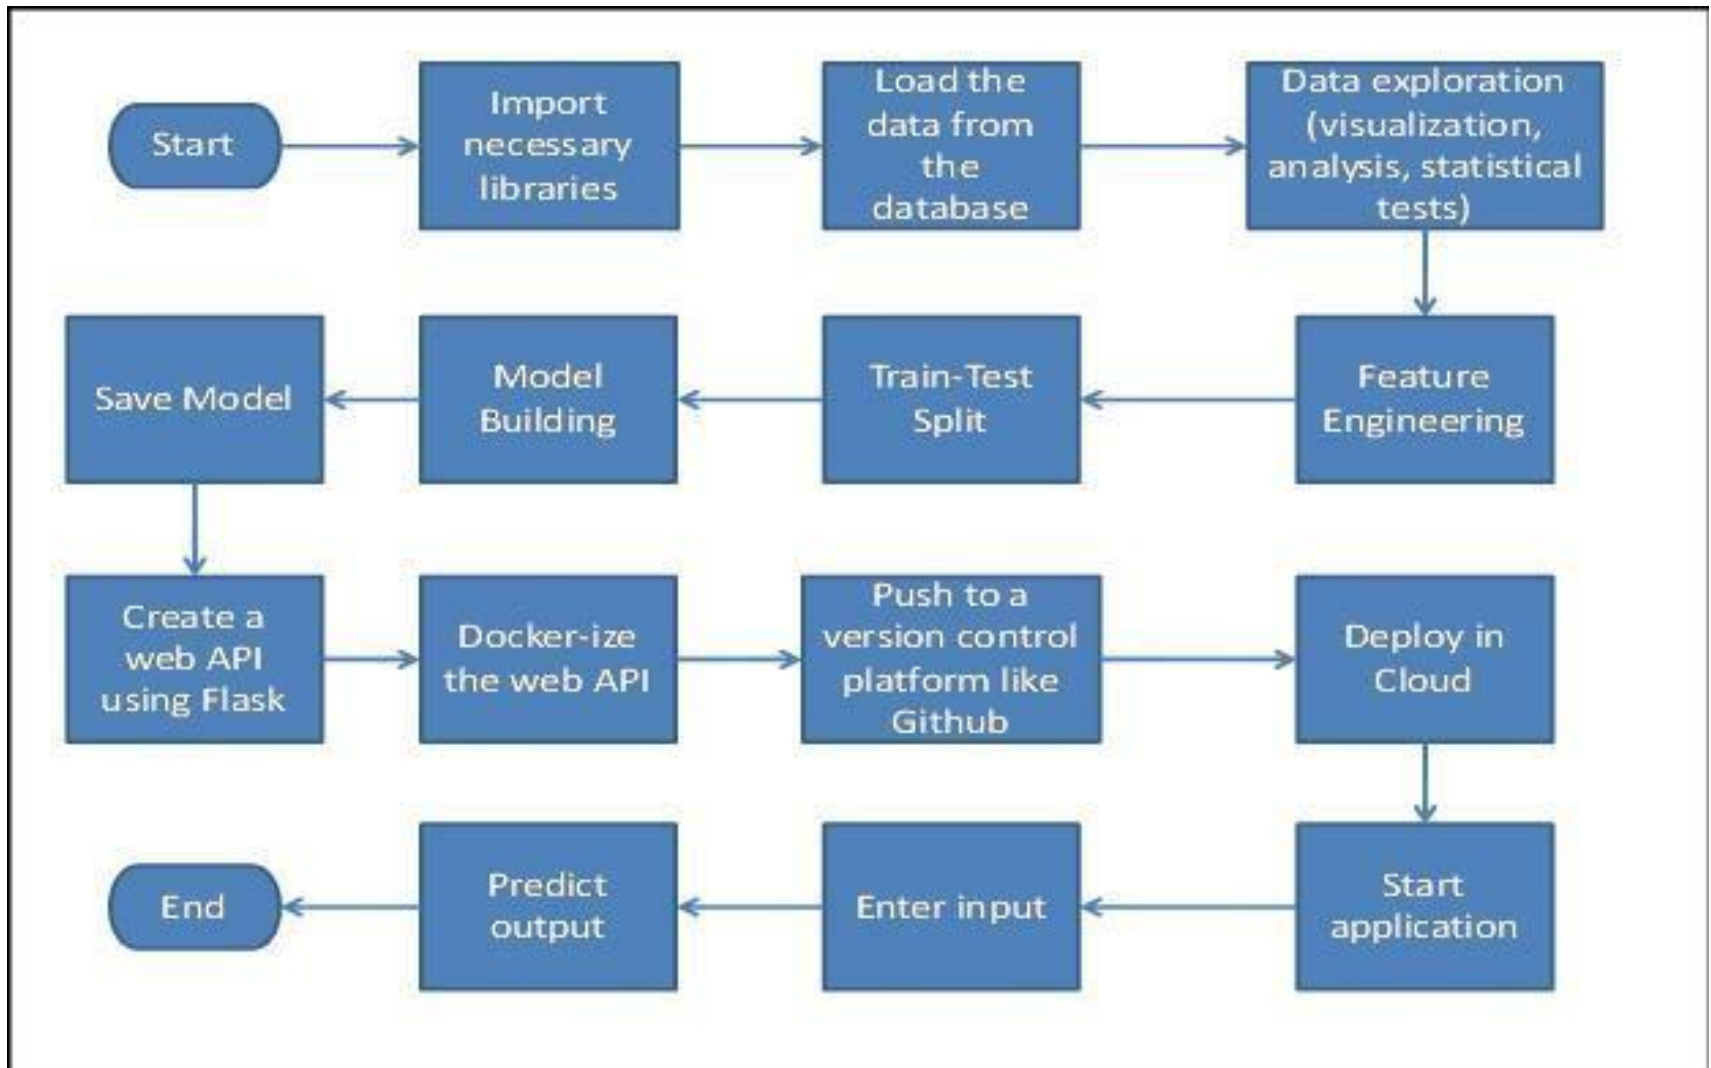 Start
Import
necessary
libraries
Load the
data from
the
database
Data exploration
(visualization,
analysis, statistical
tests)
Feature
Engineering
Train-Test
Split
Model
Building
Save Model
Create a
web API
using Flask
Docker-ize
the web API
Push to a
version control
platform like
Github
Deploy in
Cloud
Start
application
Enter input
Predict
output
End